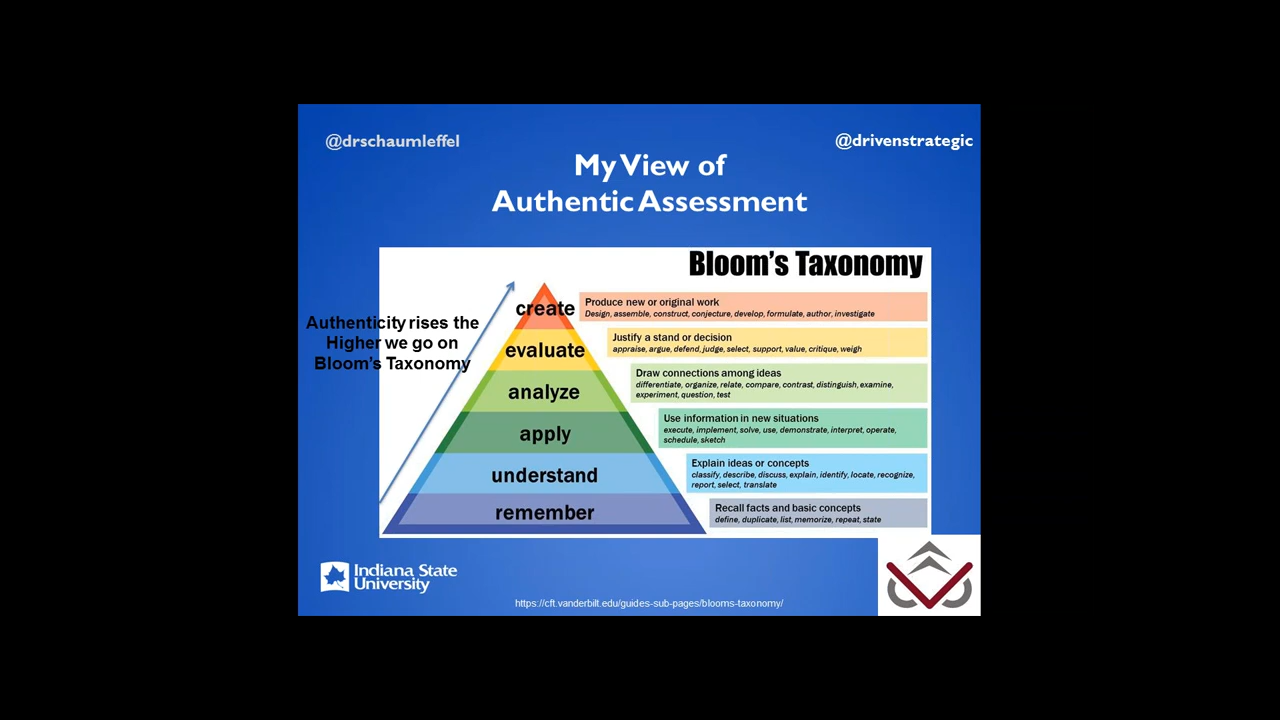 @drschaumleffel
@drivenstrategic
My View of
Authentic Assessment
Bloom's Taxonomy
Authenticity rises the
Higher we go on
Bloom's Taxonomy
create
Produce new or original work
Design, assemble, construct, conjecture, develop, formulate, author, investigate
evaluate
Justify a stand or decision
appraise, argue, defend, judge, select, support, value, critique, weigh
analyze
Draw connections among ideas
differentiate, organize, relate, compare, contrast, distinguish, examine,
experiment, question, test
apply
Use information in new situations
execute, implement, solve, use, demonstrate, interpret, operate,
schedule, sketch
understand
Explain ideas or concepts
classify, describe, discuss, explain, identify, locate, recognize,
report, select, translate
remember
Recall facts and basic concepts
define, duplicate, list, memorize, repeat, state
Indiana State
University
https://cft.vanderbilt.edu/guides-sub-pages/blooms-taxonomy/